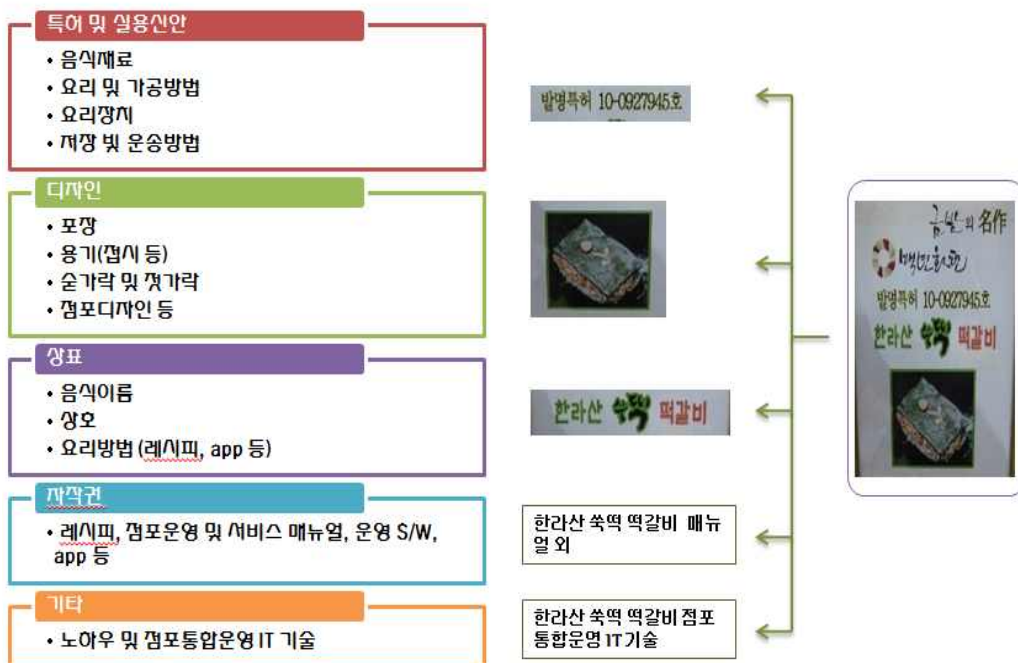 특허 및 실용신안
• 음식재료
• 요리 및 가공방법
• 요리장치
• 저장 및 운송방법
발명특허 10-0927945호
디자인
• 포장
• 용기(접시 등)
• 숟가락 및 젓가락
• 점포디자인 등
상표
• 음식이름
• 상호
• 요리방법 (레시피, app 등)
한라산 쑥떡 떡갈비
자작권
• 레시피, 점포운영 및 서비스 매뉴얼, 운영 S/W,
app 등
한라산 쑥떡 떡갈비 매뉴
얼 외
기타
• 노하우 및 점포통합운영 IT 기술
한라산 쑥떡 떡갈비 점포
통합운영 IT 기술
名作
발명특허 10-0927945호
한라산 쑥떡 떡갈비